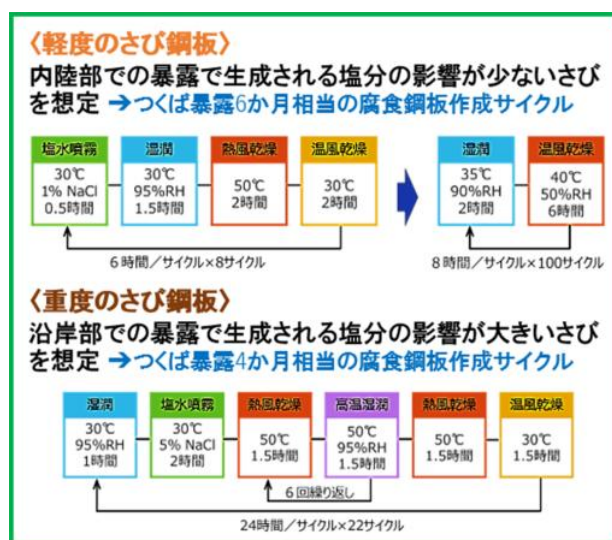 〈軽度のさび鋼板〉
内陸部での暴露で生成される塩分の影響が少ないさび
を想定 ➔つくば暴露6か月相当の腐食鋼板作成サイクル
塩水噴霧
30℃
1% NaCl
0.5時間
湿潤
30℃
95%RH
1.5時間
熱風乾燥
50℃
2時間
温風乾燥
30℃
2時間
6時間／サイクル×8サイクル
湿潤
35℃
90%RH
2時間
温風乾燥
40℃
50%RH
6時間
8時間／サイクル×100サイクル
〈重度のさび鋼板〉
沿岸部での暴露で生成される塩分の影響が大きいさび
を想定 ➔つくば暴露4か月相当の腐食鋼板作成サイクル
湿潤
30℃
95%RH
1時間
塩水噴霧
30℃
5% NaCl
2時間
熱風乾燥
50℃
1.5時間
高温湿潤
50℃
95%RH
1.5時間
熱風乾燥
50℃
1.5時間
温風乾燥
30℃
1.5時間
6回繰り返し
24時間／サイクル×22サイクル